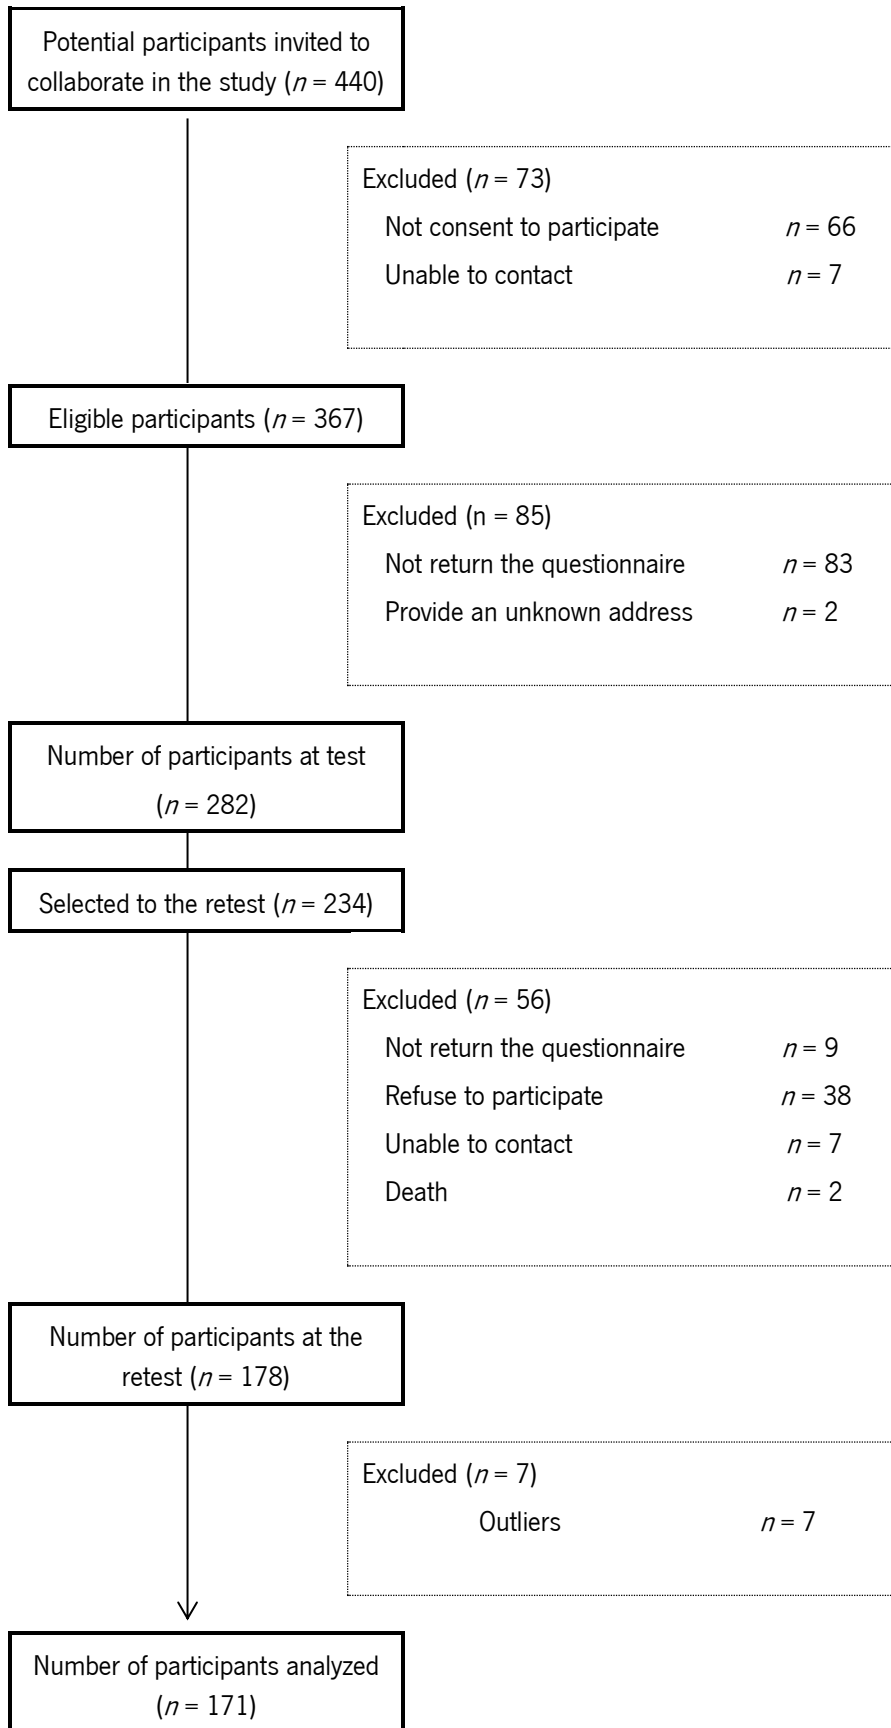 Potential participants invited to
collaborate in the study (n = 440)
Excluded (n = 73)
Not consent to participate n = 66
Unable to contact n = 7
Eligible participants (n = 367)
Excluded (n = 85)
Not return the questionnaire n = 83
Provide an unknown address n = 2
Number of participants at test
(n = 282)
Selected to the retest (n = 234)
Excluded (n = 56)
Not return the questionnaire n = 9
Refuse to participate n = 38
Unable to contact n = 7
Death n = 2
Number of participants at the
retest (n = 178)
Excluded (n = 7)
Outliers n = 7
Number of participants analyzed
(n = 171)